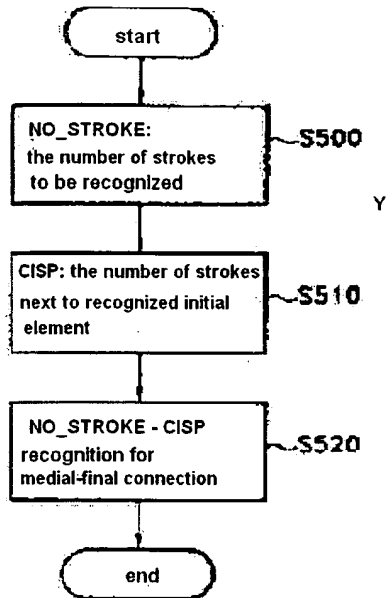 start
NO_STROKE:
the number of strokes
to be recognized
S500
Y
CISP: the number of strokes
next to recognized initial
element
S510
NO_STROKE - CISP
recognition for
medial-final connection
S520
end